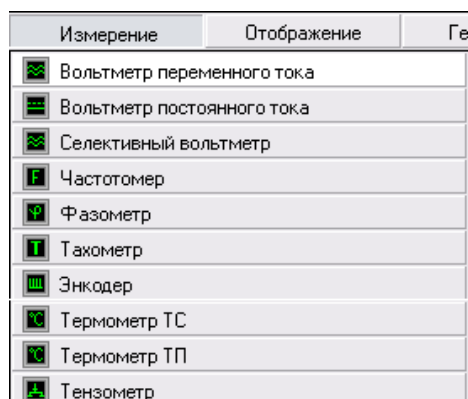 Измерение Отображение Ге
Вольтметр переменного тока
Вольтметр постоянного тока
Селективный вольтметр
F Частотомер
φ Фазометр
T Тахометр
Энкодер
°C Термометр ТС
°C Термометр ТП
Тензометр